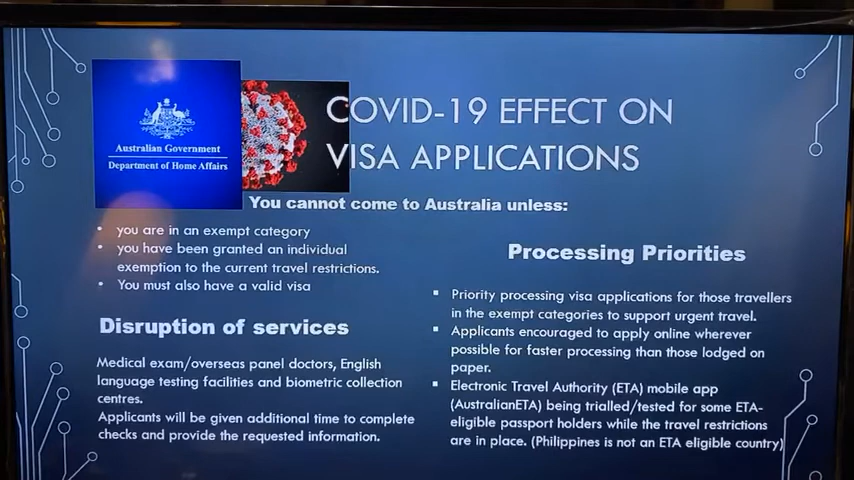 Australian Government
Department of Home Affairs
COVID-19 EFFECT ON
VISA APPLICATIONS
You cannot come to Australia unless:
• you are in an exempt category
• you have been granted an individual
exemption to the current travel restrictions.
• You must also have a valid visa
Disruption of services
Medical exam/overseas panel doctors, English
language testing facilities and biometric collection
centres.
Applicants will be given additional time to complete
checks and provide the requested information.
Processing Priorities
▪ Priority processing visa applications for those travellers
in the exempt categories to support urgent travel.
▪ Applicants encouraged to apply online wherever
possible for faster processing than those lodged on
paper.
▪ Electronic Travel Authority (ETA) mobile app
(AustralianETA) being trialled/tested for some ETA-
eligible passport holders while the travel restrictions
are in place. (Philippines is not an ETA eligible country)